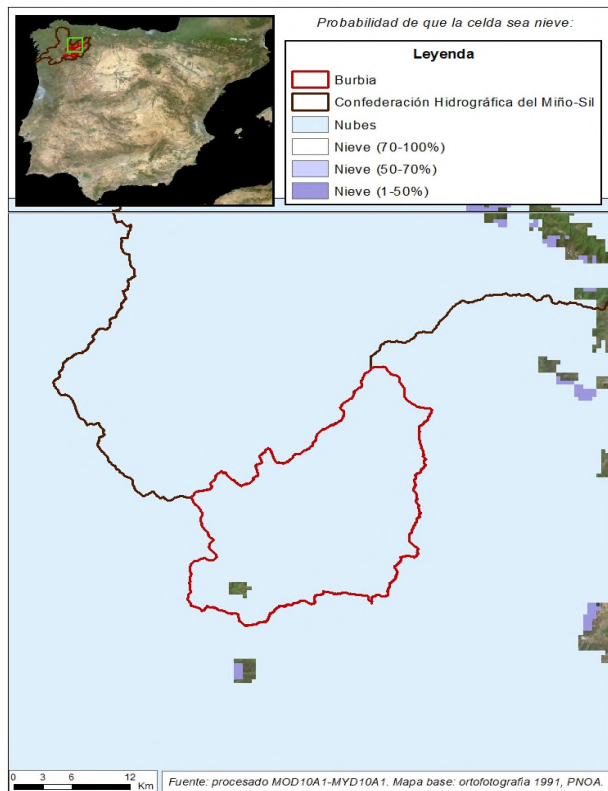 Probabilidad de que la celda sea nieve:
Leyenda
Burbia
Confederación Hidrográfica del Miño-Sil
Nubes
Nieve (70-100%)
Nieve (50-70%)
Nieve (1-50%)
0 3 6 12
Km
Fuente: procesado MOD10A1-MYD10A1. Mapa base: ortofotografía 1991, PNOA.